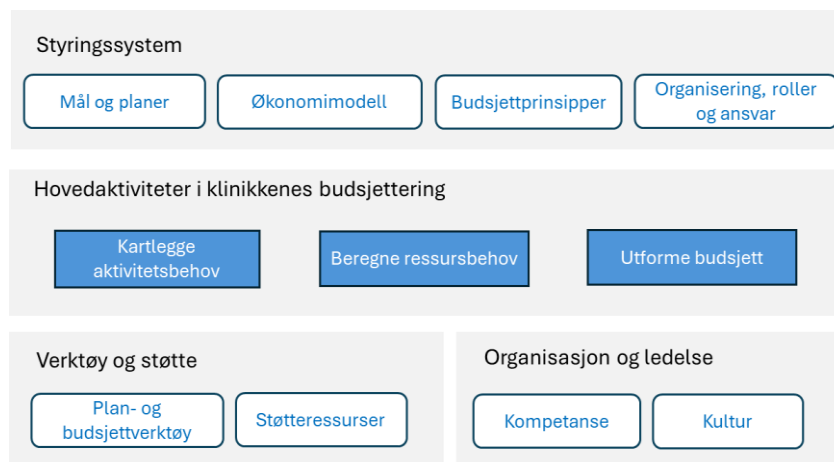 Styringssystem
Mål og planer
Økonomimodell
Budsjettprinsipper
Organisering, roller
og ansvar
Hovedaktiviteter i klinikkenes budsjettering
Kartlegge
aktivitetsbehov
Beregne ressursbehov
Utforme budsjett
Verktøy og støtte
Plan- og
budsjettverktøy
Støtteressurser
Organisasjon og ledelse
Kompetanse
Kultur